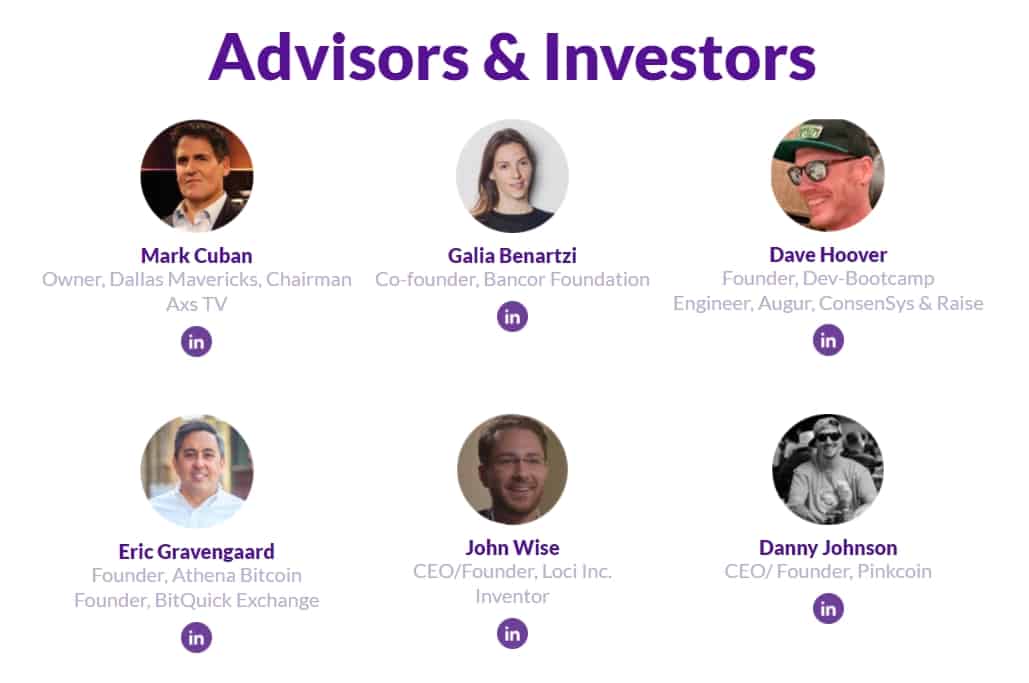 Advisors & Investors
Mark Cuban
Owner, Dallas Mavericks, Chairman
Axs TV
in
Galia Benartzi
Co-founder, Bancor Foundation
in
Dave Hoover
Founder, Dev-Bootcamp
Engineer, Augur, ConsenSys & Raise
in
Eric Gravengaard
Founder, Athena Bitcoin
Founder, BitQuick Exchange
in
John Wise
CEO/Founder, Loci Inc.
Inventor
in
Danny Johnson
CEO/ Founder, Pinkcoin
in